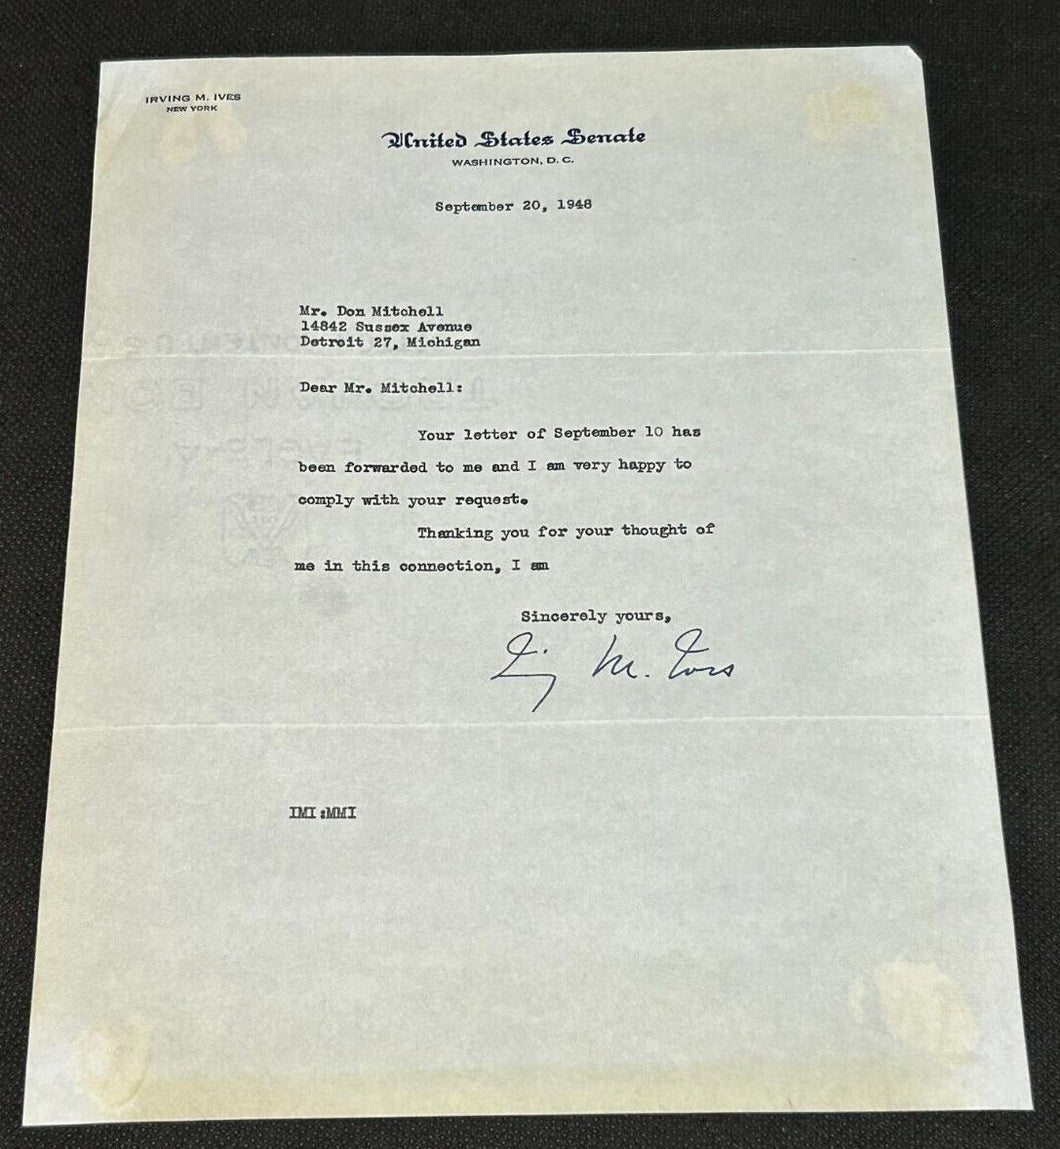 IRVING M. IVES
NEW YORK
United States Senate
WASHINGTON, D. C.
September 20, 1948
Mr. Don Mitchell
14842 Sussex Avenue
Detroit 27, Michigan
Dear Mr. Mitchell:
Your letter of September 10 has
been forwarded to me and I am very happy to
comply with your request.
Thanking you for your thought of
me in this connection, I am
Sincerely yours,
Irving M. Ives
IMI:MMI